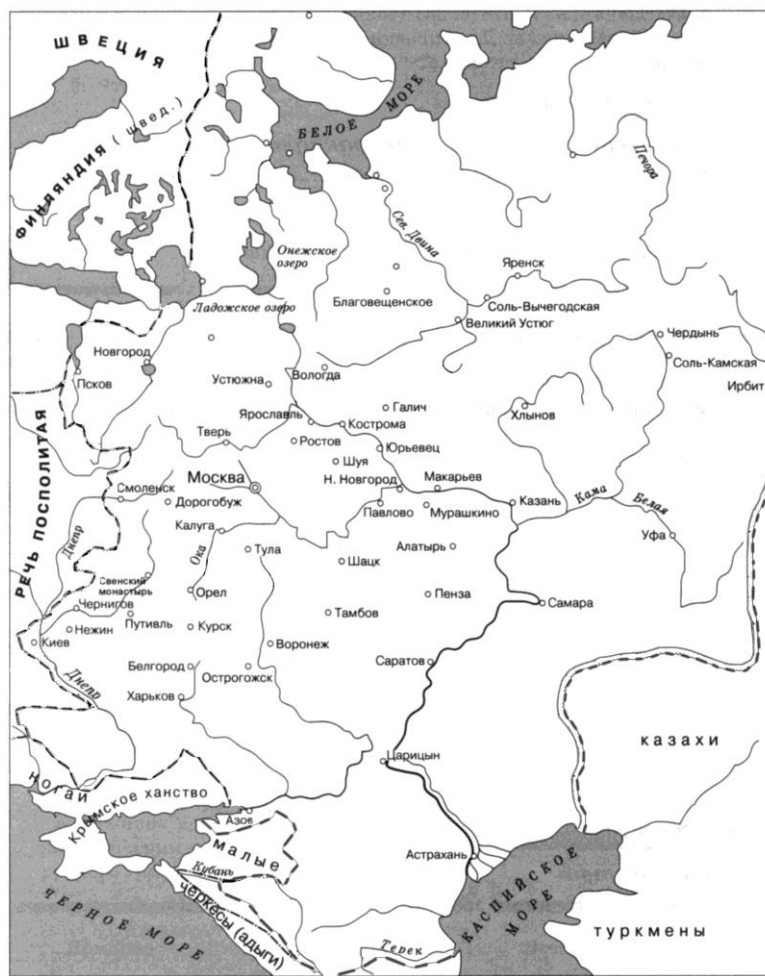 ШВЕЦИЯ
ФИНЛЯНДИЯ (швед.)
БЕЛОЕ МОРЕ
Печора
Сев. Двина
Онежское
озеро
Яренск
Благовещенское
Соль-Вычегодская
Ладожское озеро
Великий Устюг
Чердынь
Новгород
Соль-Камская
Псков
Устюжна
Вологда
Ирбит
Галич
Хлынов
Ярославль
Кострома
Тверь
Ростов
Юрьевец
РЕЧЬ ПОСПОЛИТАЯ
Шуя
Москва
Н. Новгород
Макарьев
Смоленск
Дорогобуж
Павлово
Мурашкино
Казань
Кама
Белая
Калуга
Днепр
Ока
Тула
Алатырь
Уфа
Шацк
Свенский
монастырь
Орел
Пенза
Чернигов
Самара
Путивль
Тамбов
Нежин
Курск
Киев
Воронеж
Белгород
Острогожск
Саратов
Днепр
Харьков
казахи
Царицын
ногаи
Крымское ханство
Азов
малые
Астрахань
Кубань
черкесы (адыги)
КАСПИЙСКОЕ
МОРЕ
ЧЕРНОЕ МОРЕ
Терек
туркмены